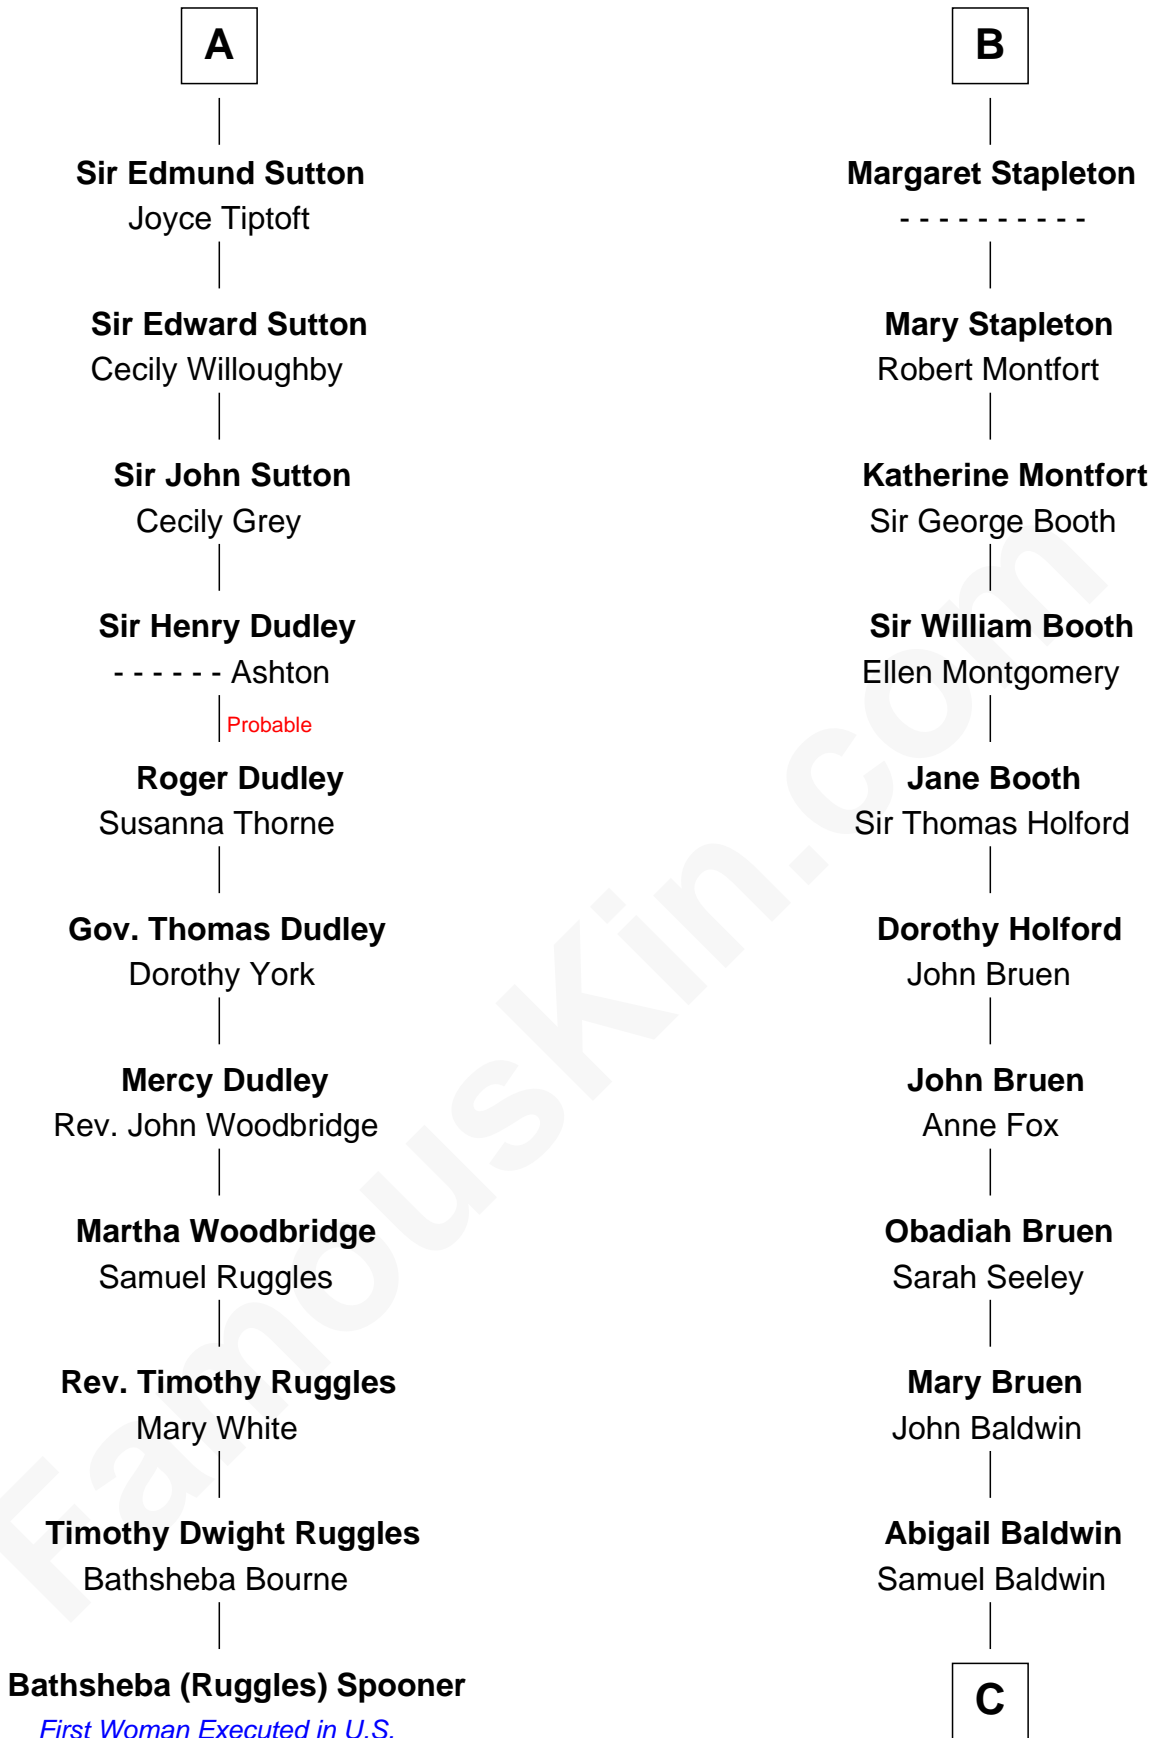 A
Sir Edmund Sutton
Joyce Tiptoft
Sir Edward Sutton
Cecily Willoughby
Sir John Sutton
Cecily Grey
Sir Henry Dudley
- - - - - - Ashton
Probable
Roger Dudley
Susanna Thorne
Gov. Thomas Dudley
Dorothy York
Mercy Dudley
Rev. John Woodbridge
Martha Woodbridge
Samuel Ruggles
Rev. Timothy Ruggles
Mary White
Timothy Dwight Ruggles
Bathsheba Bourne
Bathsheba (Ruggles) Spooner
First Woman Executed in U.S.
B
Margaret Stapleton
- - - - - - - - - -
Mary Stapleton
Robert Montfort
Katherine Montfort
Sir George Booth
Sir William Booth
Ellen Montgomery
Jane Booth
Sir Thomas Holford
Dorothy Holford
John Bruen
John Bruen
Anne Fox
Obadiah Bruen
Sarah Seeley
Mary Bruen
John Baldwin
Abigail Baldwin
Samuel Baldwin
C
FamousKin.com